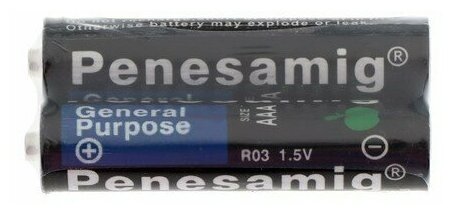 Otherwise battery may explode or leak
Penesamig®
General
Purpose
SIZE
AAA
R03 1.5V
Penesamig®